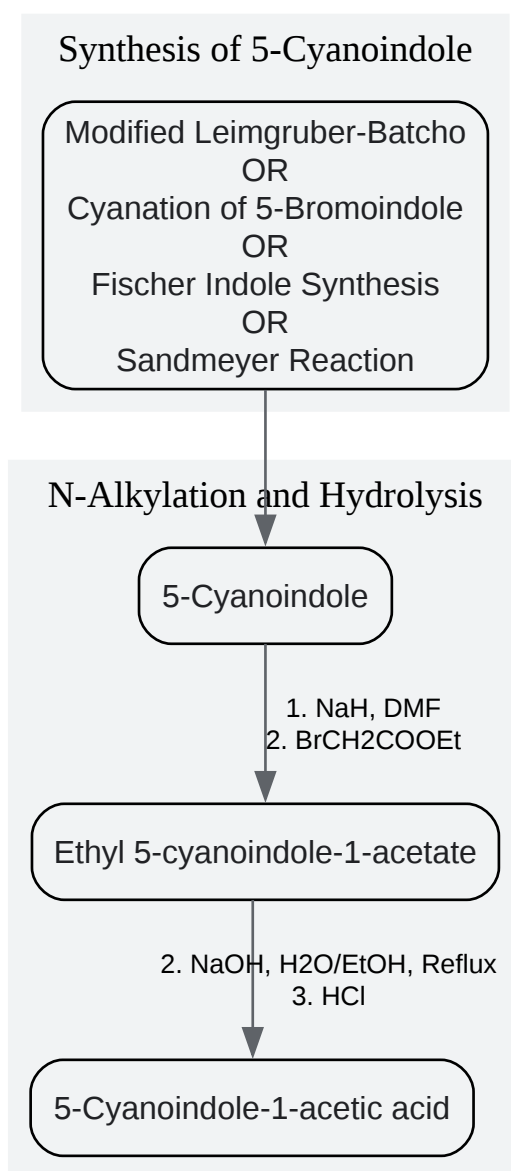 Synthesis of 5-Cyanoindole
Modified Leimgruber-Batcho
OR
Cyanation of 5-Bromoindole
OR
Fischer Indole Synthesis
OR
Sandmeyer Reaction
N-Alkylation and Hydrolysis
5-Cyanoindole
1. NaH, DMF
2. BrCH2COOEt
Ethyl 5-cyanoindole-1-acetate
2. NaOH, H2O/EtOH, Reflux
3. HCl
5-Cyanoindole-1-acetic acid